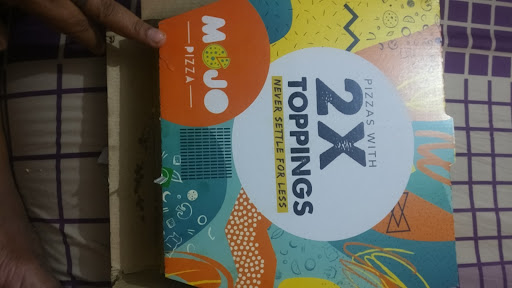 MOJO
PIZZA
PIZZAS WITH
2X
TOPPINGS
NEVER SETTLE FOR LESS